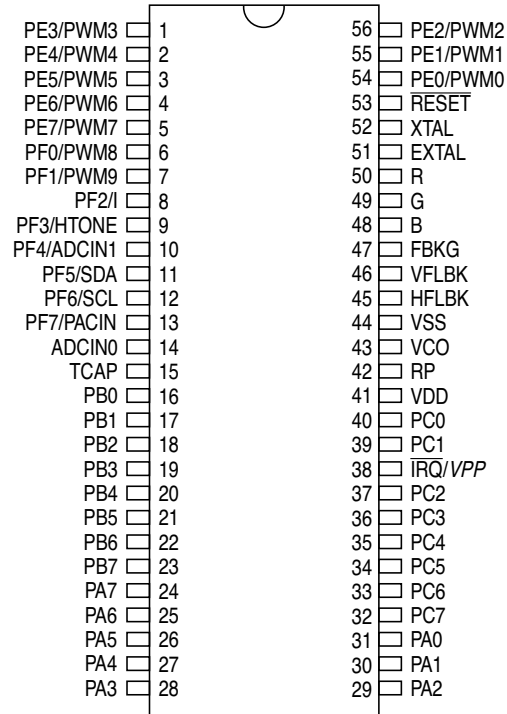 PE3/PWM3 1 56 PE2/PWM2
PE4/PWM4 2 55 PE1/PWM1
PE5/PWM5 3 54 PE0/PWM0
PE6/PWM6 4 53 RESET
PE7/PWM7 5 52 XTAL
PF0/PWM8 6 51 EXTAL
PF1/PWM9 7 50 R
PF2/I 8 49 G
PF3/HTONE 9 48 B
PF4/ADCIN1 10 47 FBKG
PF5/SDA 11 46 VFLBK
PF6/SCL 12 45 HFLBK
PF7/PACIN 13 44 VSS
ADCIN0 14 43 VCO
TCAP 15 42 RP
PB0 16 41 VDD
PB1 17 40 PC0
PB2 18 39 PC1
PB3 19 38 IRQ/VPP
PB4 20 37 PC2
PB5 21 36 PC3
PB6 22 35 PC4
PB7 23 34 PC5
PA7 24 33 PC6
PA6 25 32 PC7
PA5 26 31 PA0
PA4 27 30 PA1
PA3 28 29 PA2